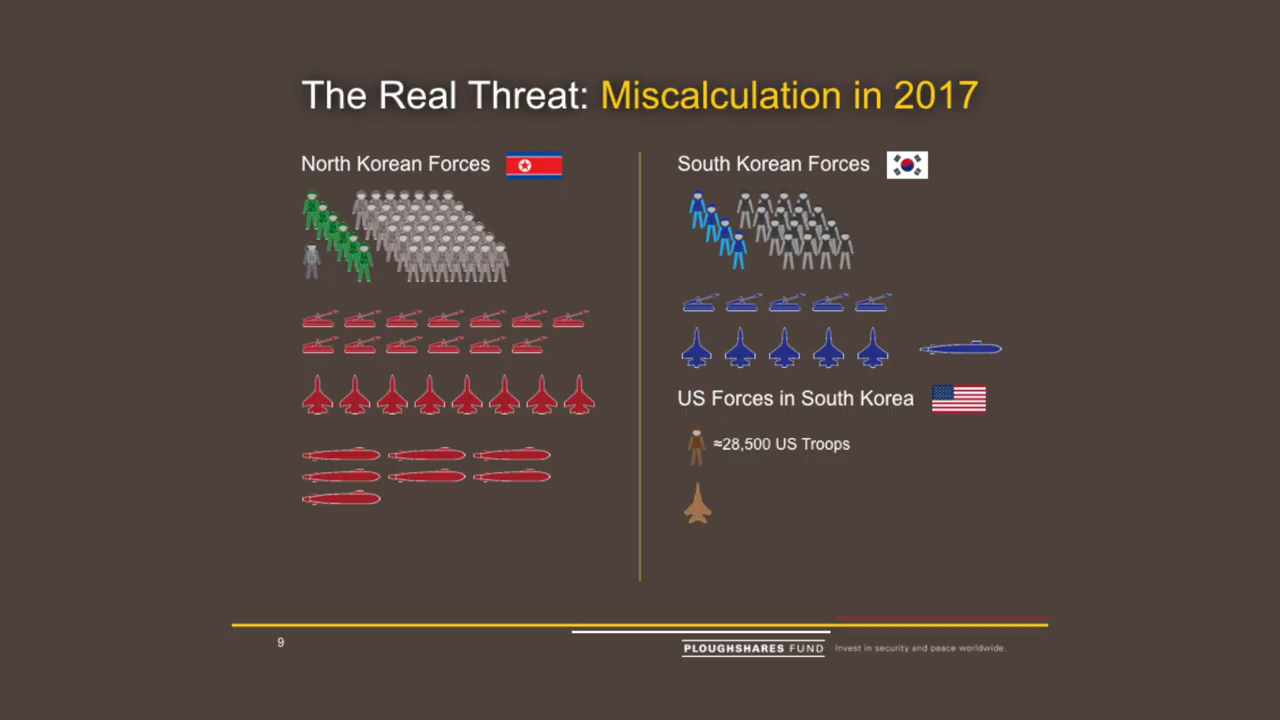 The Real Threat: Miscalculation in 2017
North Korean Forces
South Korean Forces
US Forces in South Korea
≈28,500 US Troops
9
PLOUGHSHARES FUND
Invest in security and peace worldwide.